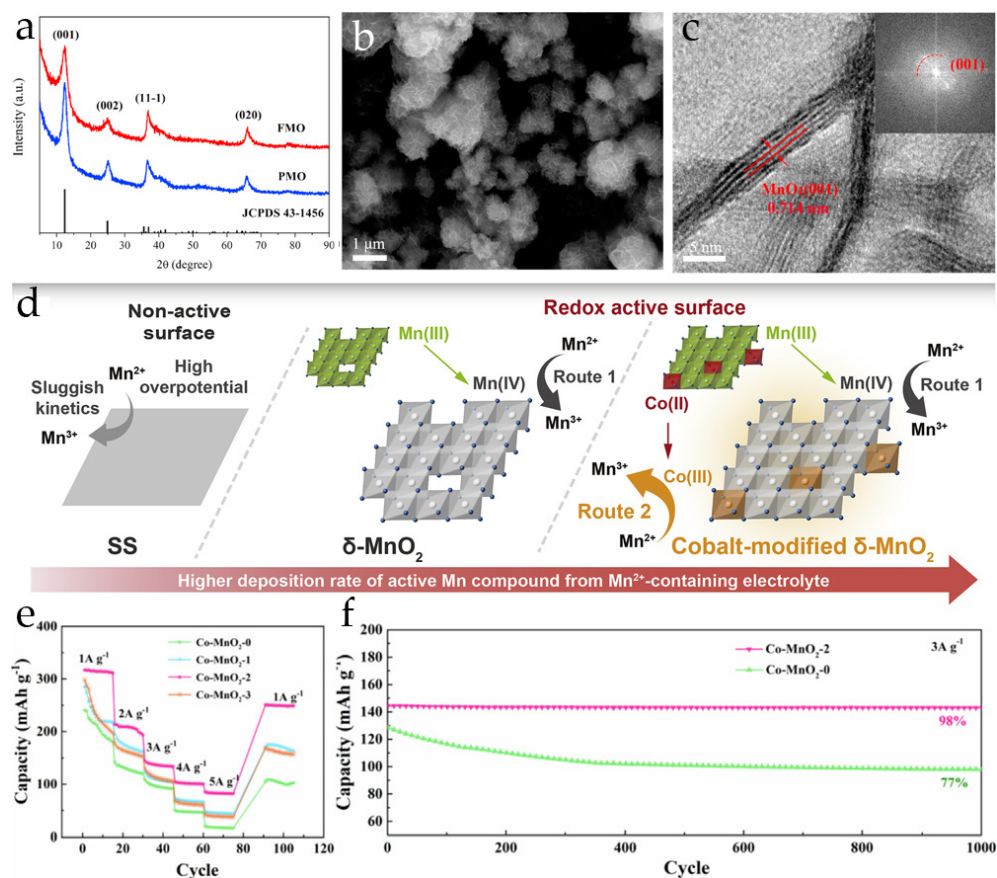 a
(001)
(002)
(11-1)
(020)
FMO
PMO
JCPDS 43-1456
Intensity (a.u.)
10 20 30 40 50 60 70 80 90
2θ (degree)
b
1 μm
c
(001)
MnO₂(001)
0.714 nm
5 nm
d
Non-active
surface
Mn²⁺
High
overpotential
Sluggish
kinetics
Mn³⁺
SS
Redox active surface
Mn(III)
Mn(IV)
Mn²⁺
Route 1
Mn³⁺
δ-MnO₂
Mn(III)
Mn(IV)
Mn²⁺
Route 1
Mn³⁺
Co(II)
Co(III)
Mn³⁺
Route 2
Mn²⁺
Cobalt-modified δ-MnO₂
Higher deposition rate of active Mn compound from Mn²⁺-containing electrolyte
e
Capacity (mAh g⁻¹)
400
300
200
100
0
1A g⁻¹
2A g⁻¹
3A g⁻¹
4A g⁻¹
5A g⁻¹
1A g⁻¹
Co-MnO₂-0
Co-MnO₂-1
Co-MnO₂-2
Co-MnO₂-3
0 20 40 60 80 100 120
Cycle
f
Capacity (mAh g⁻¹)
200
180
160
140
120
100
80
60
Co-MnO₂-2
Co-MnO₂-0
3A g⁻¹
98%
77%
0 200 400 600 800 1000
Cycle